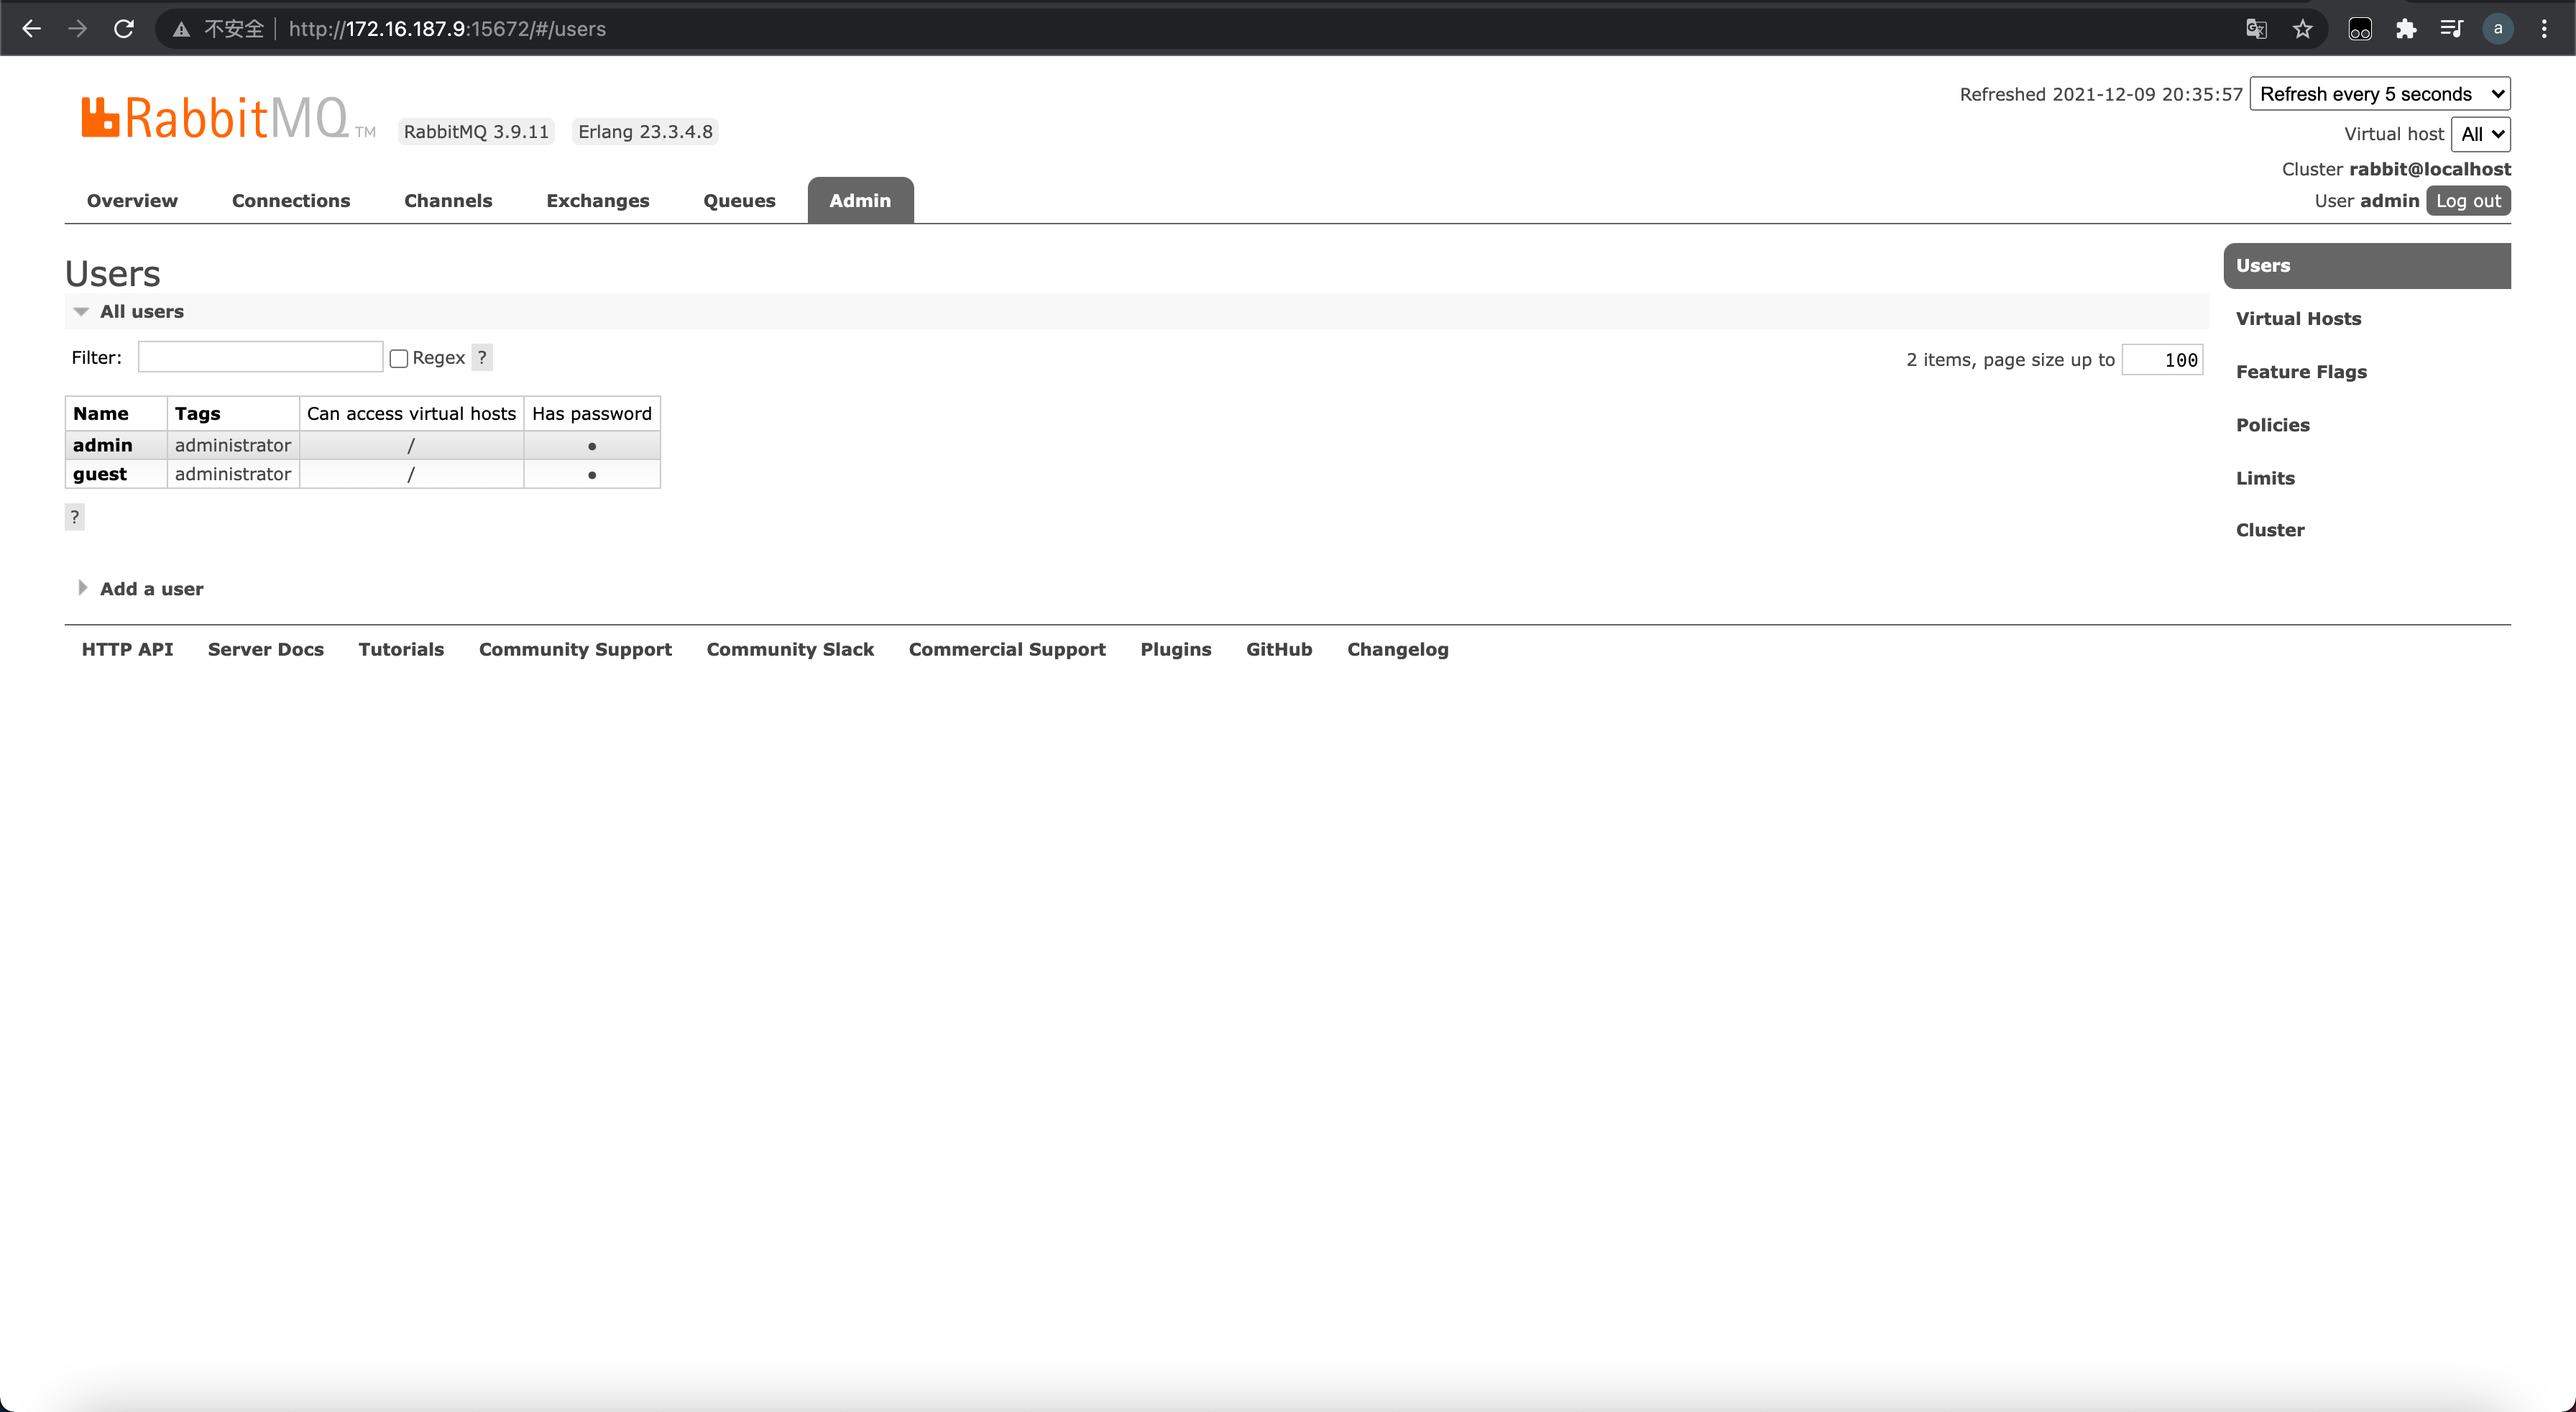 不安全 http://172.16.187.9:15672/#/users a
Refreshed 2021-12-09 20:35:57 Refresh every 5 seconds
RabbitMQ TM RabbitMQ 3.9.11 Erlang 23.3.4.8
Virtual host All
Cluster rabbit@localhost
Overview Connections Channels Exchanges Queues Admin
User admin Log out
Users
Users
All users
Virtual Hosts
Filter: Regex ? 2 items, page size up to 100
Feature Flags
Name Tags Can access virtual hosts Has password
Policies
admin administrator / •
guest administrator / •
Limits
?
Cluster
Add a user
HTTP API Server Docs Tutorials Community Support Community Slack Commercial Support Plugins GitHub Changelog